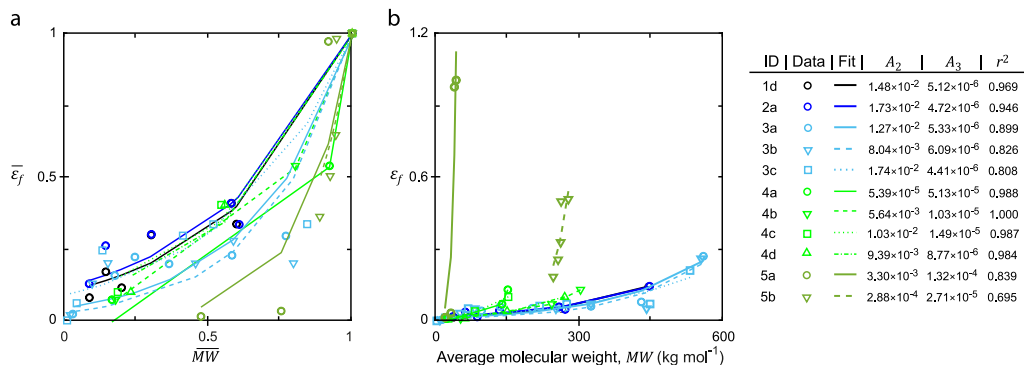 a
b
1
0.5
0
0
0.5
1
ε̄f
M̄W̄
1.2
0.6
0
0
300
600
εf
Average molecular weight, MW (kg mol⁻¹)
ID | Data | Fit | A₂ | A₃ | r²
1d 1.48×10⁻² 5.12×10⁻⁶ 0.969
2a 1.73×10⁻² 4.72×10⁻⁶ 0.946
3a 1.27×10⁻² 5.33×10⁻⁶ 0.899
3b 8.04×10⁻³ 6.09×10⁻⁶ 0.826
3c 1.74×10⁻² 4.41×10⁻⁶ 0.808
4a 5.39×10⁻⁵ 5.13×10⁻⁵ 0.988
4b 5.64×10⁻³ 1.03×10⁻⁵ 1.000
4c 1.03×10⁻² 1.49×10⁻⁵ 0.987
4d 9.39×10⁻³ 8.77×10⁻⁶ 0.984
5a 3.30×10⁻³ 1.32×10⁻⁴ 0.839
5b 2.88×10⁻⁴ 2.71×10⁻⁵ 0.695